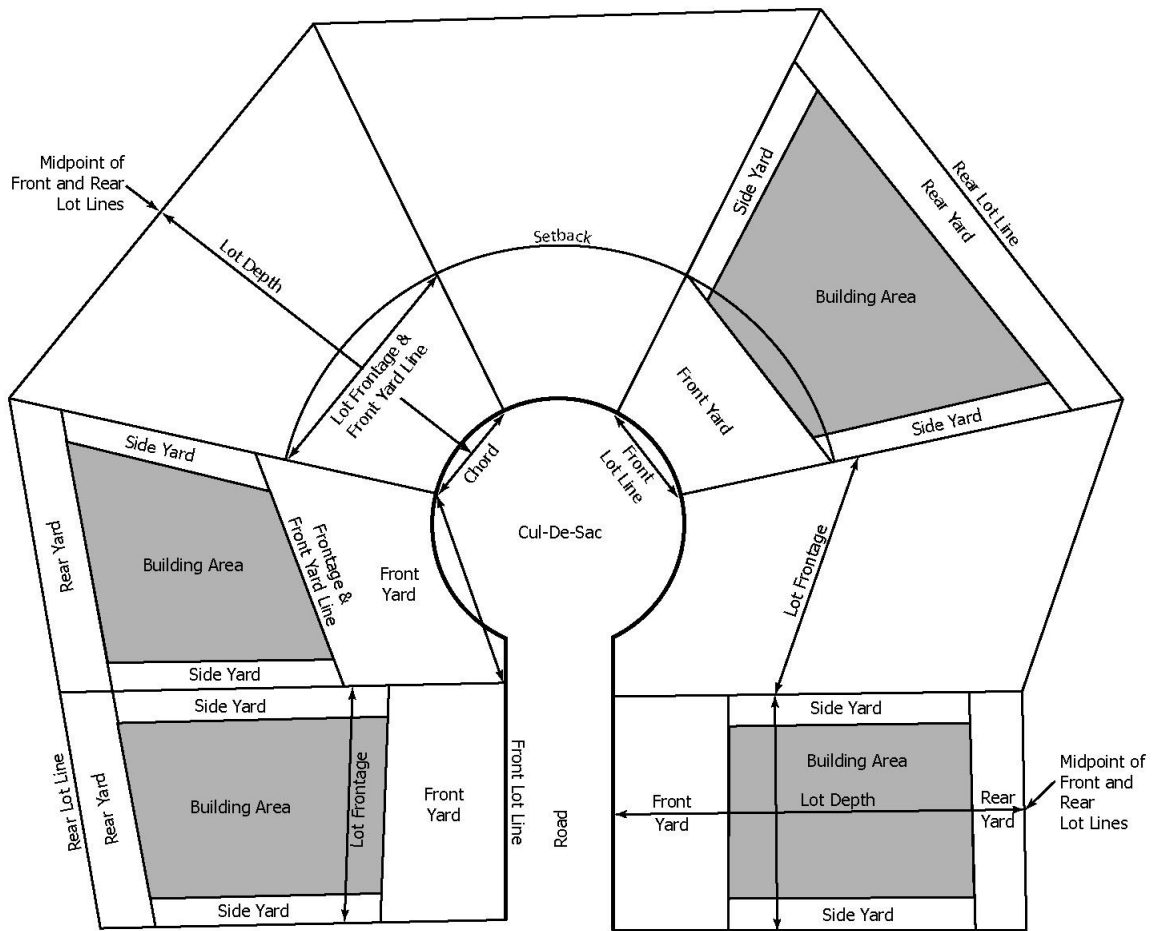 Midpoint of
Front and Rear
Lot Lines
Lot Depth
Setback
Lot Frontage &
Front Yard Line
Chord
Side Yard
Rear Yard
Rear Lot Line
Building Area
Front Yard
Side Yard
Front
Lot Line
Cul-De-Sac
Side Yard
Rear Yard
Building Area
Frontage &
Front Yard Line
Front
Yard
Side Yard
Lot Frontage
Rear Lot Line
Rear Yard
Side Yard
Building Area
Lot Frontage
Front
Yard
Side Yard
Front Lot Line
Road
Side Yard
Building Area
Front
Yard
Lot Depth
Rear
Yard
Side Yard
Midpoint of
Front and
Rear
Lot Lines